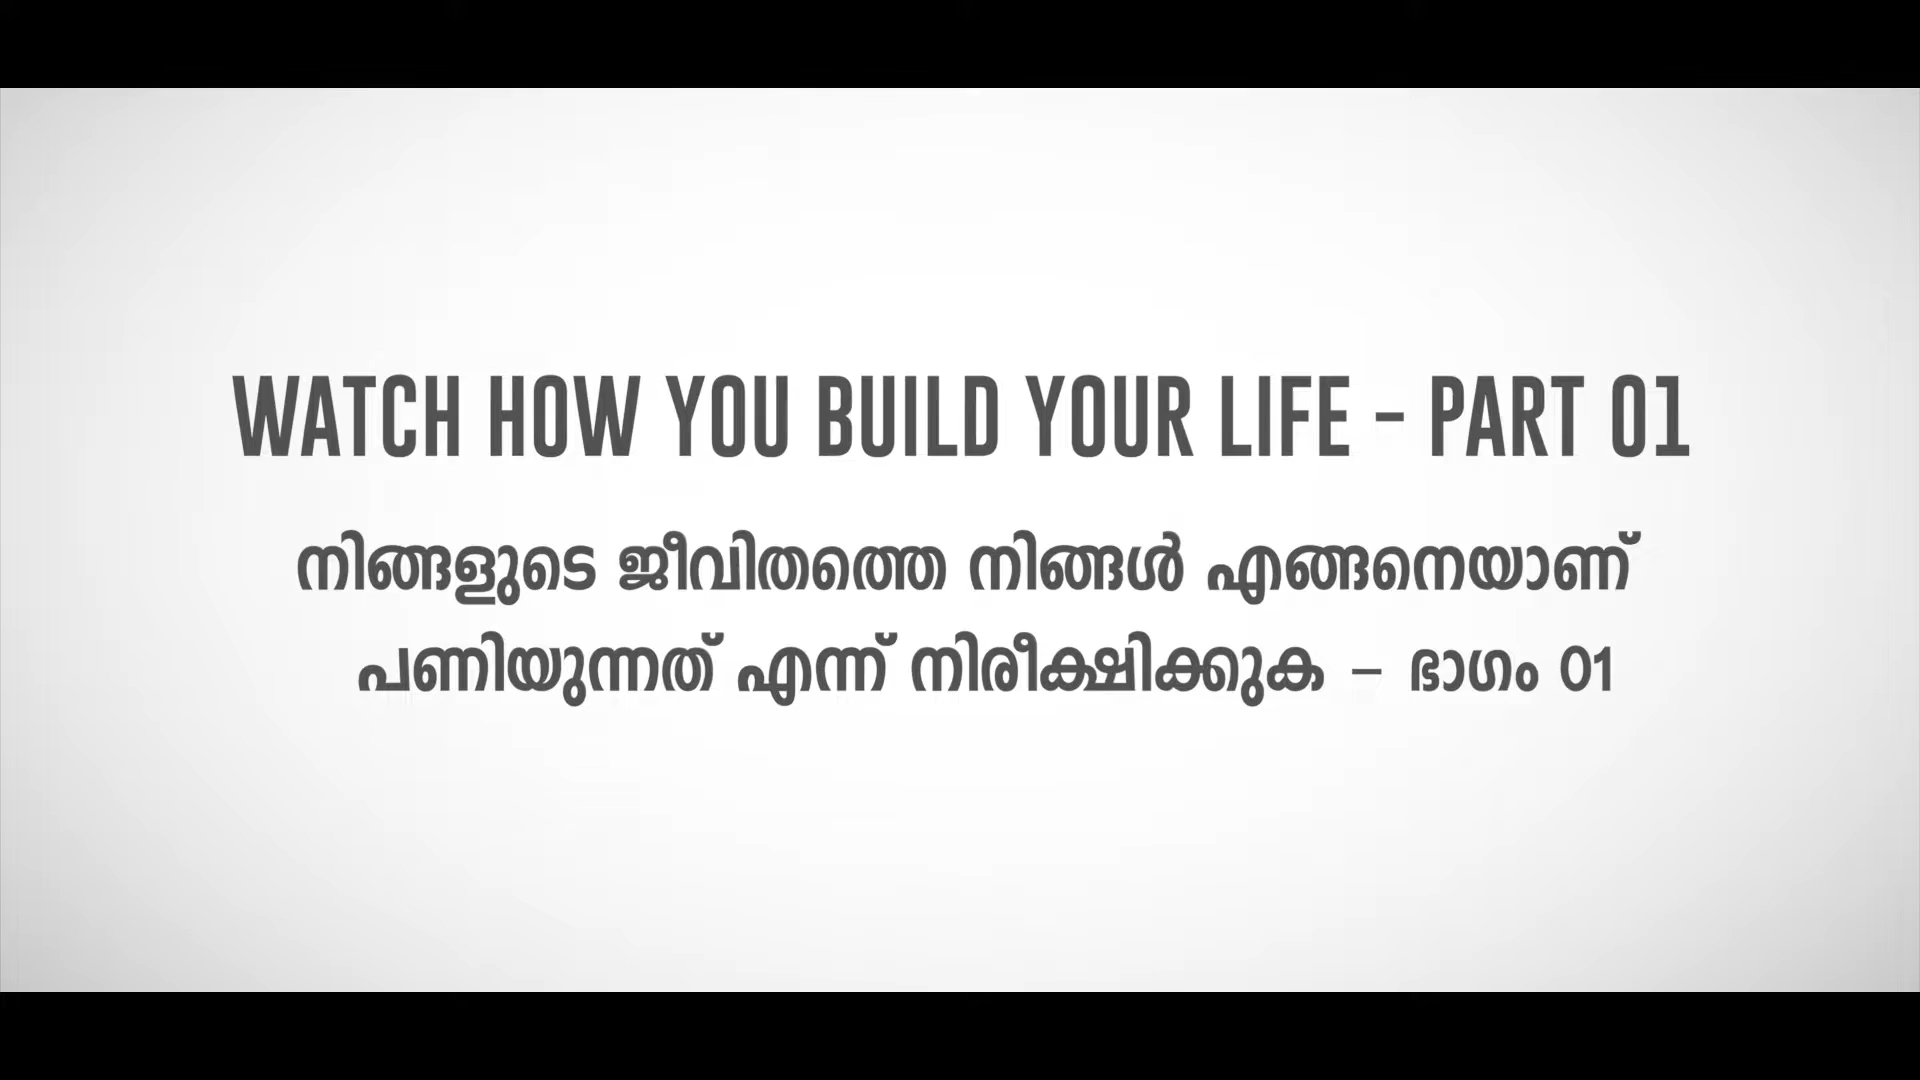 WATCH HOW YOU BUILD YOUR LIFE - PART 01
നിങ്ങളുടെ ജീവിതത്തെ നിങ്ങൾ എങ്ങനെയാണ്
പണിയുന്നത് എന്ന് നിരീക്ഷിക്കുക - ഭാഗം 01